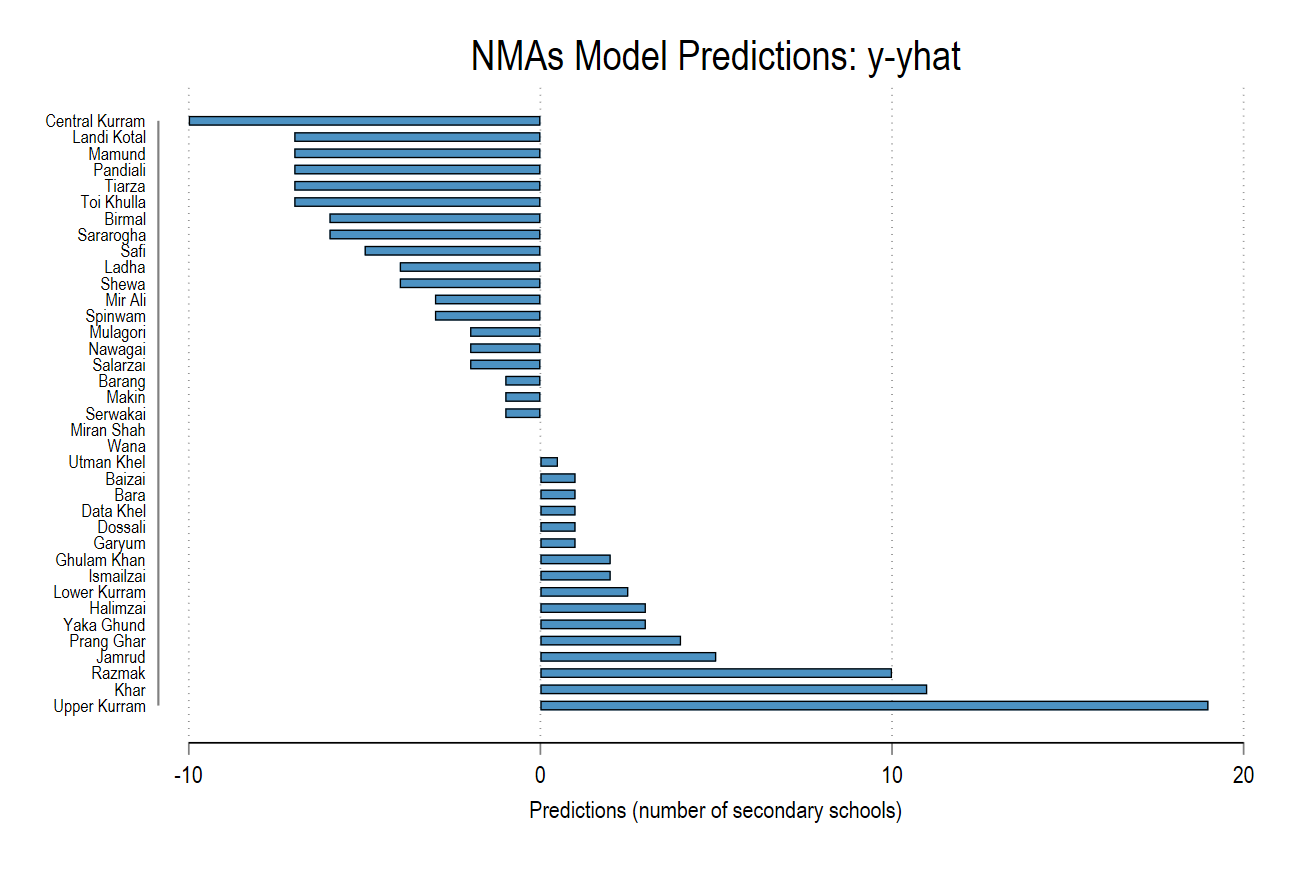 NMAs Model Predictions: y-yhat
Central Kurram
Landi Kotal
Mamund
Pandiali
Tiarza
Toi Khulla
Birmal
Sararogha
Safi
Ladha
Shewa
Mir Ali
Spinwam
Mulagori
Nawagai
Salarzai
Barang
Makin
Serwakai
Miran Shah
Wana
Utman Khel
Baizai
Bara
Data Khel
Dossali
Garyum
Ghulam Khan
Ismailzai
Lower Kurram
Halimzai
Yaka Ghund
Prang Ghar
Jamrud
Razmak
Khar
Upper Kurram
-10 0 10 20
Predictions (number of secondary schools)